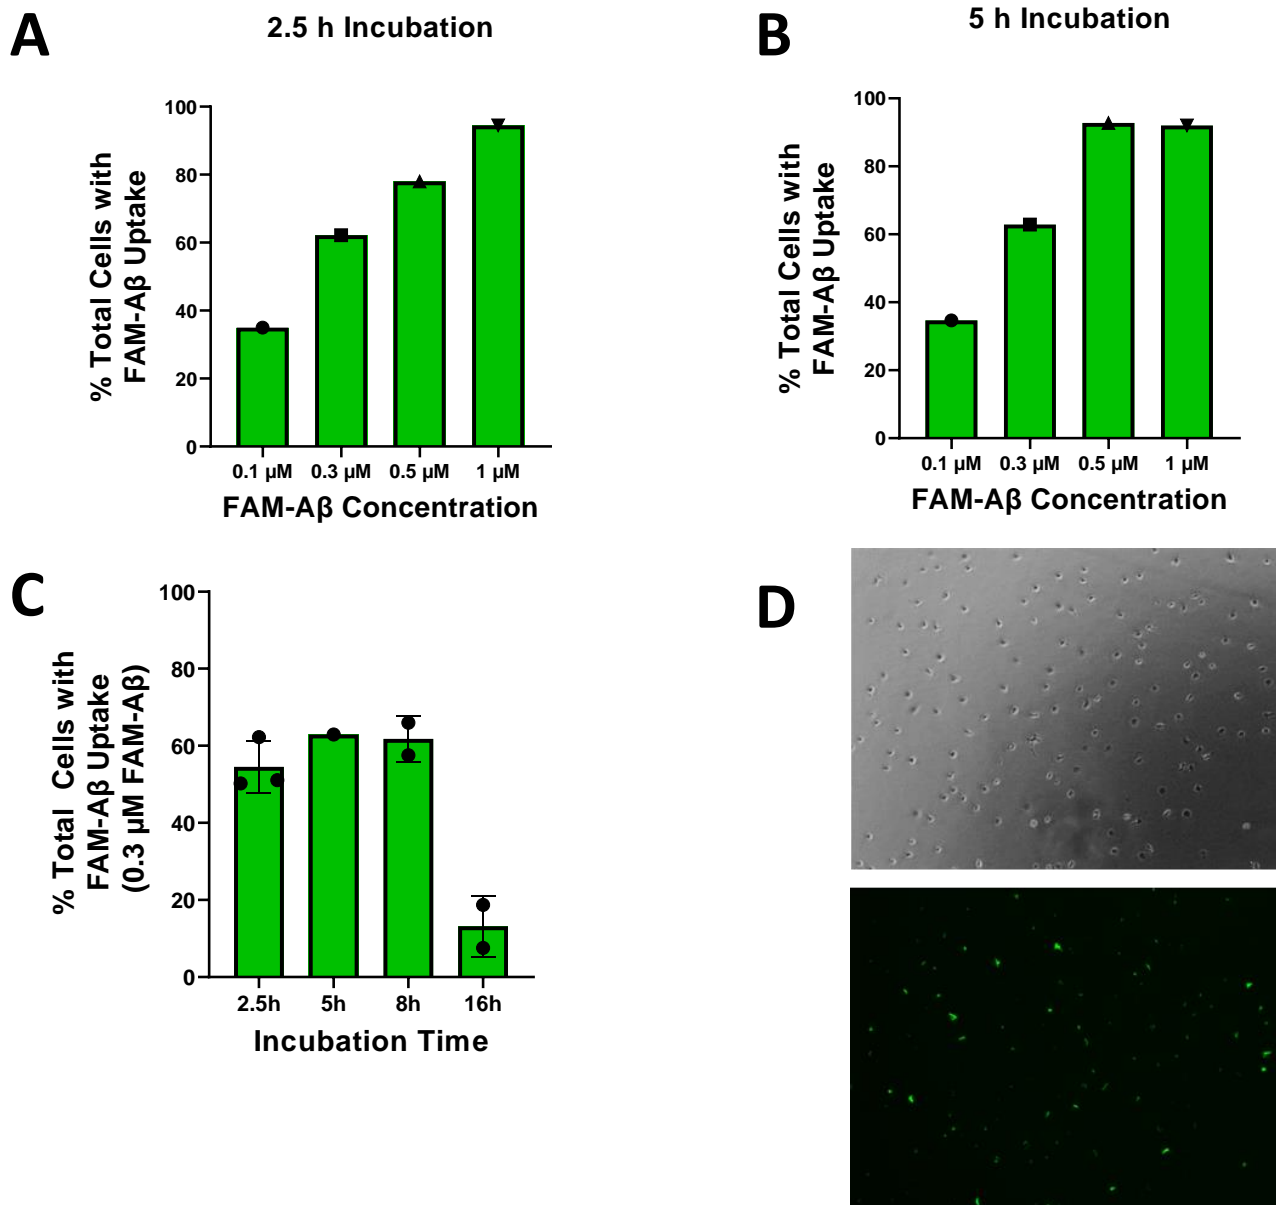 A
2.5 h Incubation
% Total Cells with
FAM-Aβ Uptake
100
80
60
40
20
0
0.1 µM 0.3 µM 0.5 µM 1 µM
FAM-Aβ Concentration
B
5 h Incubation
% Total Cells with
FAM-Aβ Uptake
100
80
60
40
20
0
0.1 µM 0.3 µM 0.5 µM 1 µM
FAM-Aβ Concentration
C
% Total Cells with
FAM-Aβ Uptake
(0.3 µM FAM-Aβ)
100
80
60
40
20
0
2.5h 5h 8h 16h
Incubation Time
D